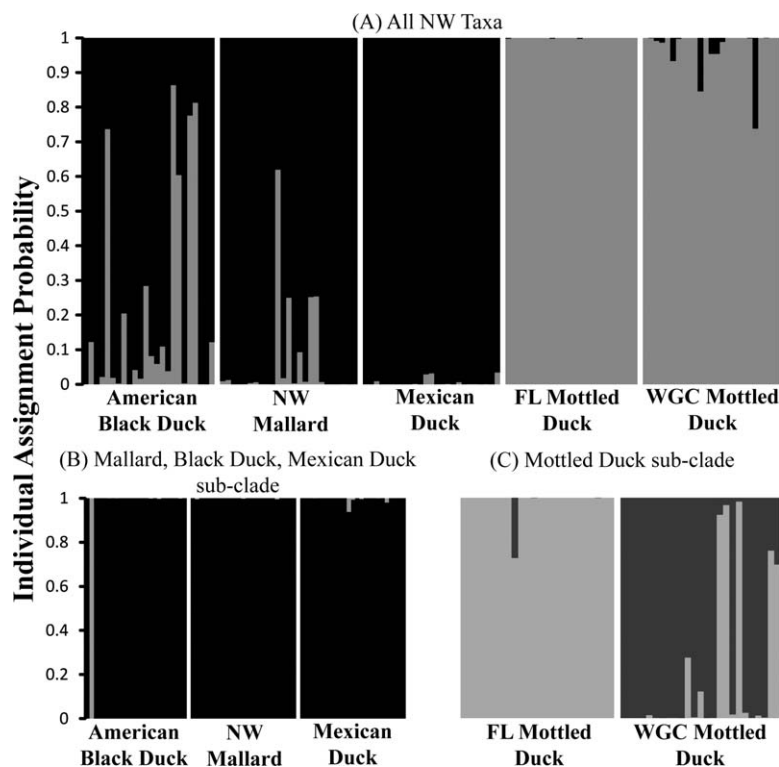 (A) All NW Taxa
Individual Assignment Probability
1
0.9
0.8
0.7
0.6
0.5
0.4
0.3
0.2
0.1
0
American
Black Duck
NW
Mallard
Mexican
Duck
FL Mottled
Duck
WGC Mottled
Duck
(B) Mallard, Black Duck, Mexican Duck
sub-clade
1
0.8
0.6
0.4
0.2
0
American
Black Duck
NW
Mallard
Mexican
Duck
(C) Mottled Duck sub-clade
FL Mottled
Duck
WGC Mottled
Duck